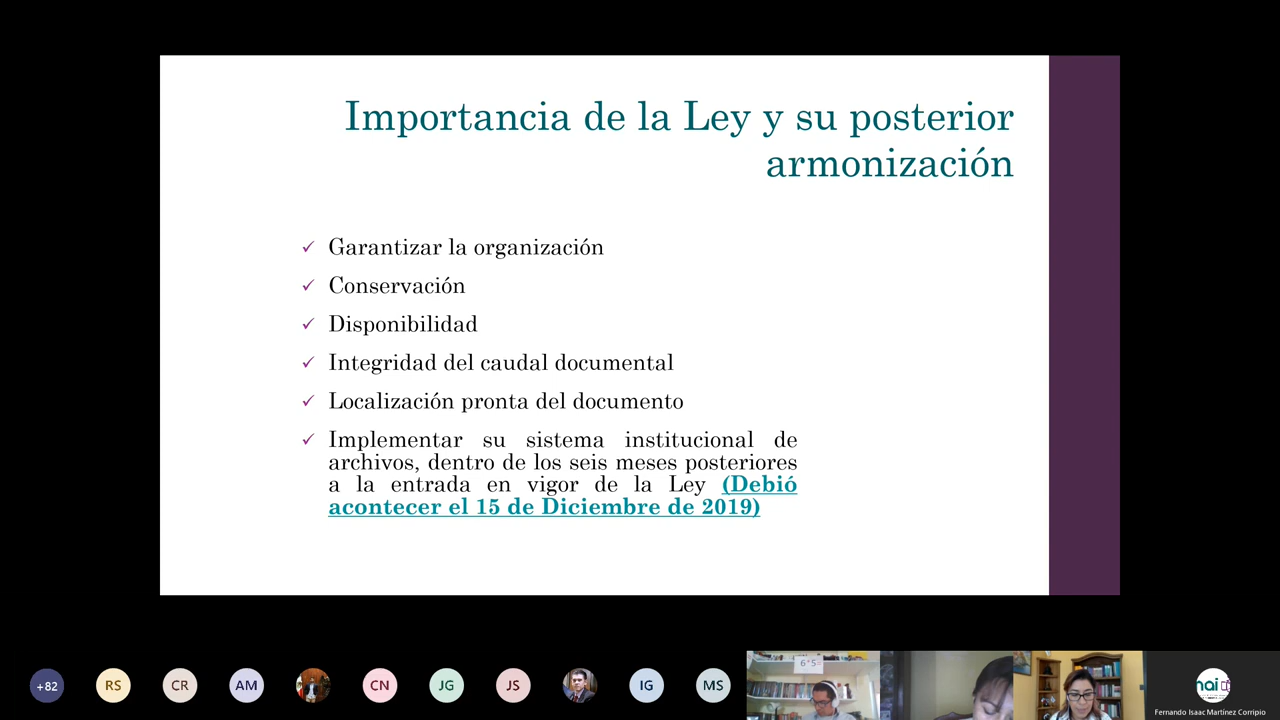 Importancia de la Ley y su posterior
armonización
✓ Garantizar la organización
✓ Conservación
✓ Disponibilidad
✓ Integridad del caudal documental
✓ Localización pronta del documento
✓ Implementar su sistema institucional de
archivos, dentro de los seis meses posteriores
a la entrada en vigor de la Ley (Debió
acontecer el 15 de Diciembre de 2019)
+82
RS
CR
AM
CN
JG
JS
IG
MS
nai
Fernando Isaac Martínez Corripio